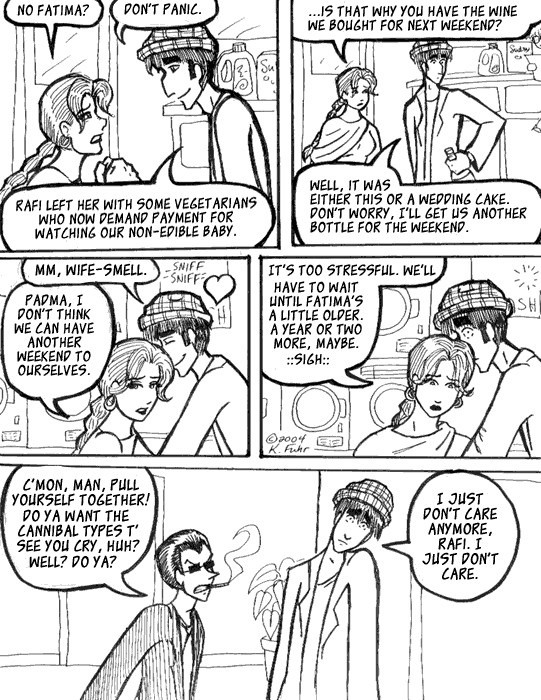 NO FATIMA?
DON'T PANIC.
Su
RAFI LEFT HER WITH SOME VEGETARIANS
WHO NOW DEMAND PAYMENT FOR
WATCHING OUR NON-EDIBLE BABY.
...IS THAT WHY YOU HAVE THE WINE
WE BOUGHT FOR NEXT WEEKEND?
WELL, IT WAS
EITHER THIS OR A WEDDING CAKE.
DON'T WORRY, I'LL GET US ANOTHER
BOTTLE FOR THE WEEKEND.
MM, WIFE-SMELL.
SNIFF
SNIFF
PADMA, I
DON'T THINK
WE CAN HAVE
ANOTHER
WEEKEND TO
OURSELVES.
IT'S TOO STRESSFUL. WE'LL
HAVE TO WAIT
UNTIL FATIMA'S
A LITTLE OLDER.
A YEAR OR TWO
MORE, MAYBE.
::SIGH::
SH
©2004
K. Fuhr
C'MON, MAN, PULL
YOURSELF TOGETHER!
DO YA WANT THE
CANNIBAL TYPES T'
SEE YOU CRY, HUH?
WELL? DO YA?
I JUST
DON'T CARE
ANYMORE,
RAFI. I
JUST DON'T
CARE.